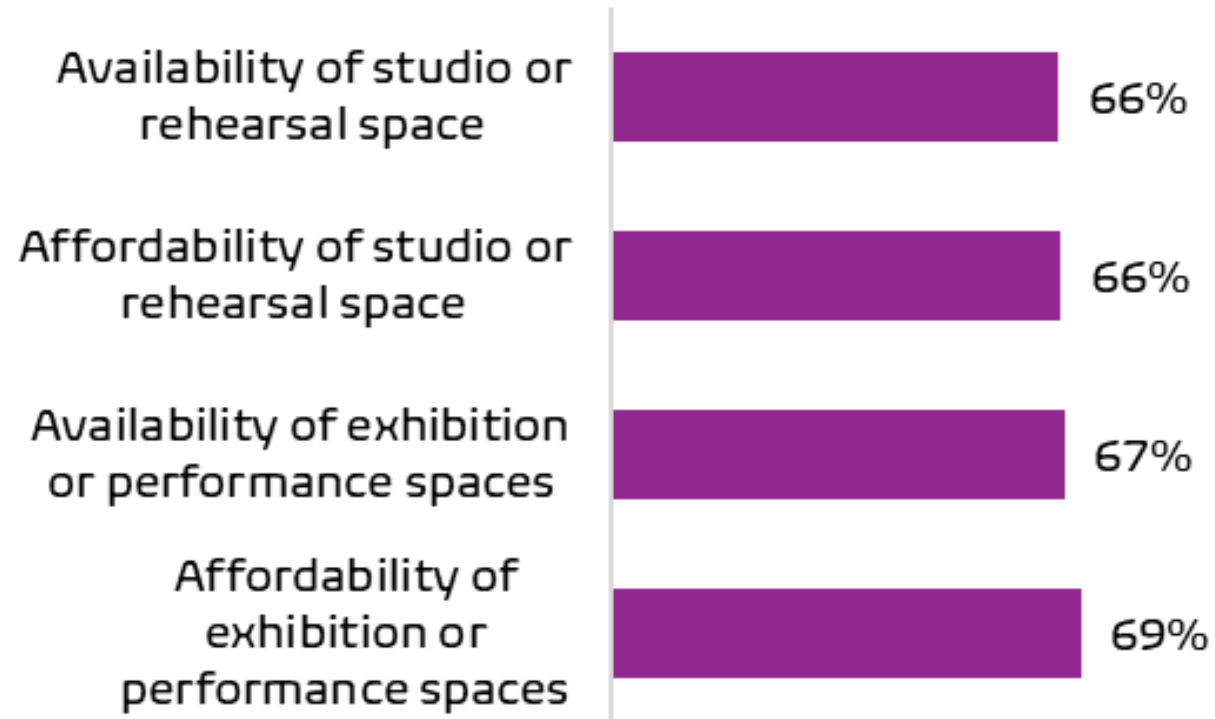 Availability of studio or
rehearsal space
66%
Affordability of studio or
rehearsal space
66%
Availability of exhibition
or performance spaces
67%
Affordability of
exhibition or
performance spaces
69%